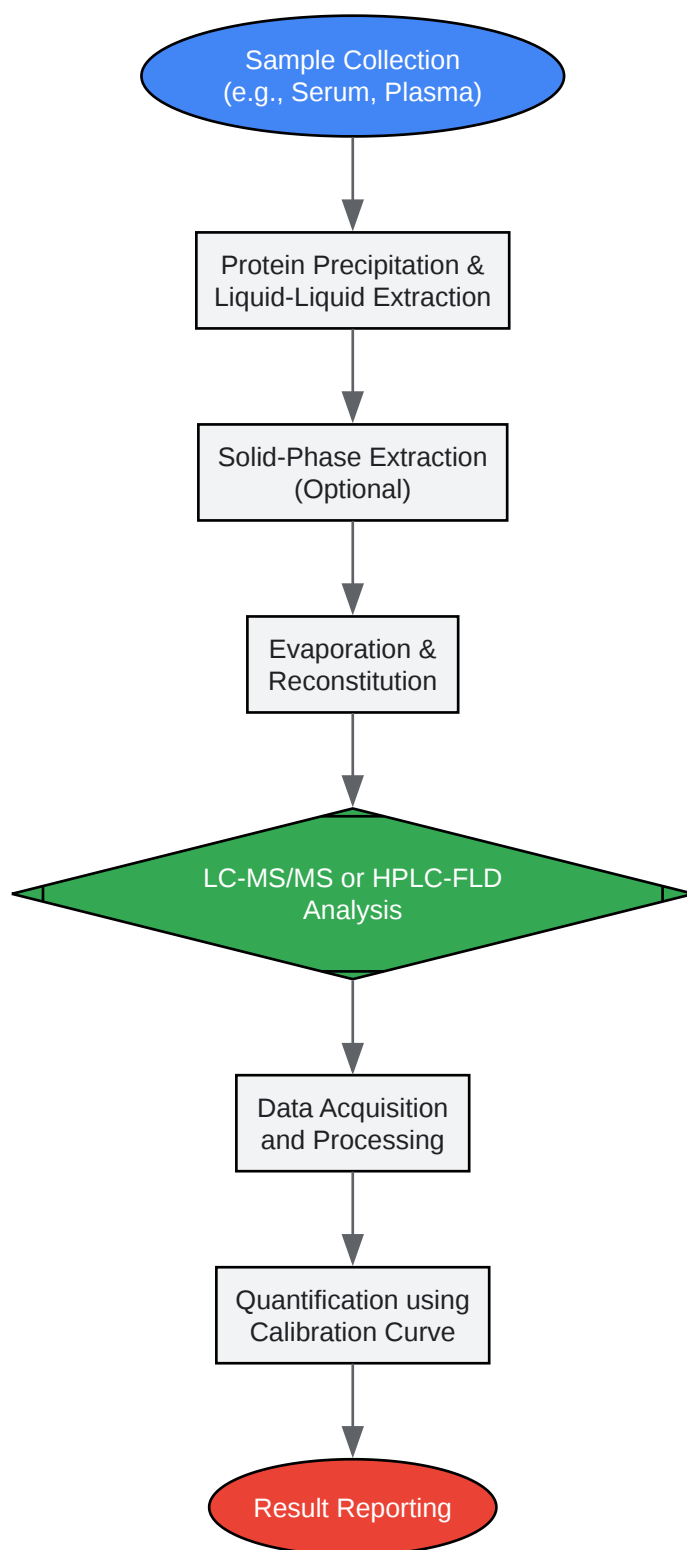 Sample Collection
(e.g., Serum, Plasma)
Protein Precipitation &
Liquid-Liquid Extraction
Solid-Phase Extraction
(Optional)
Evaporation &
Reconstitution
LC-MS/MS or HPLC-FLD
Analysis
Data Acquisition
and Processing
Quantification using
Calibration Curve
Result Reporting